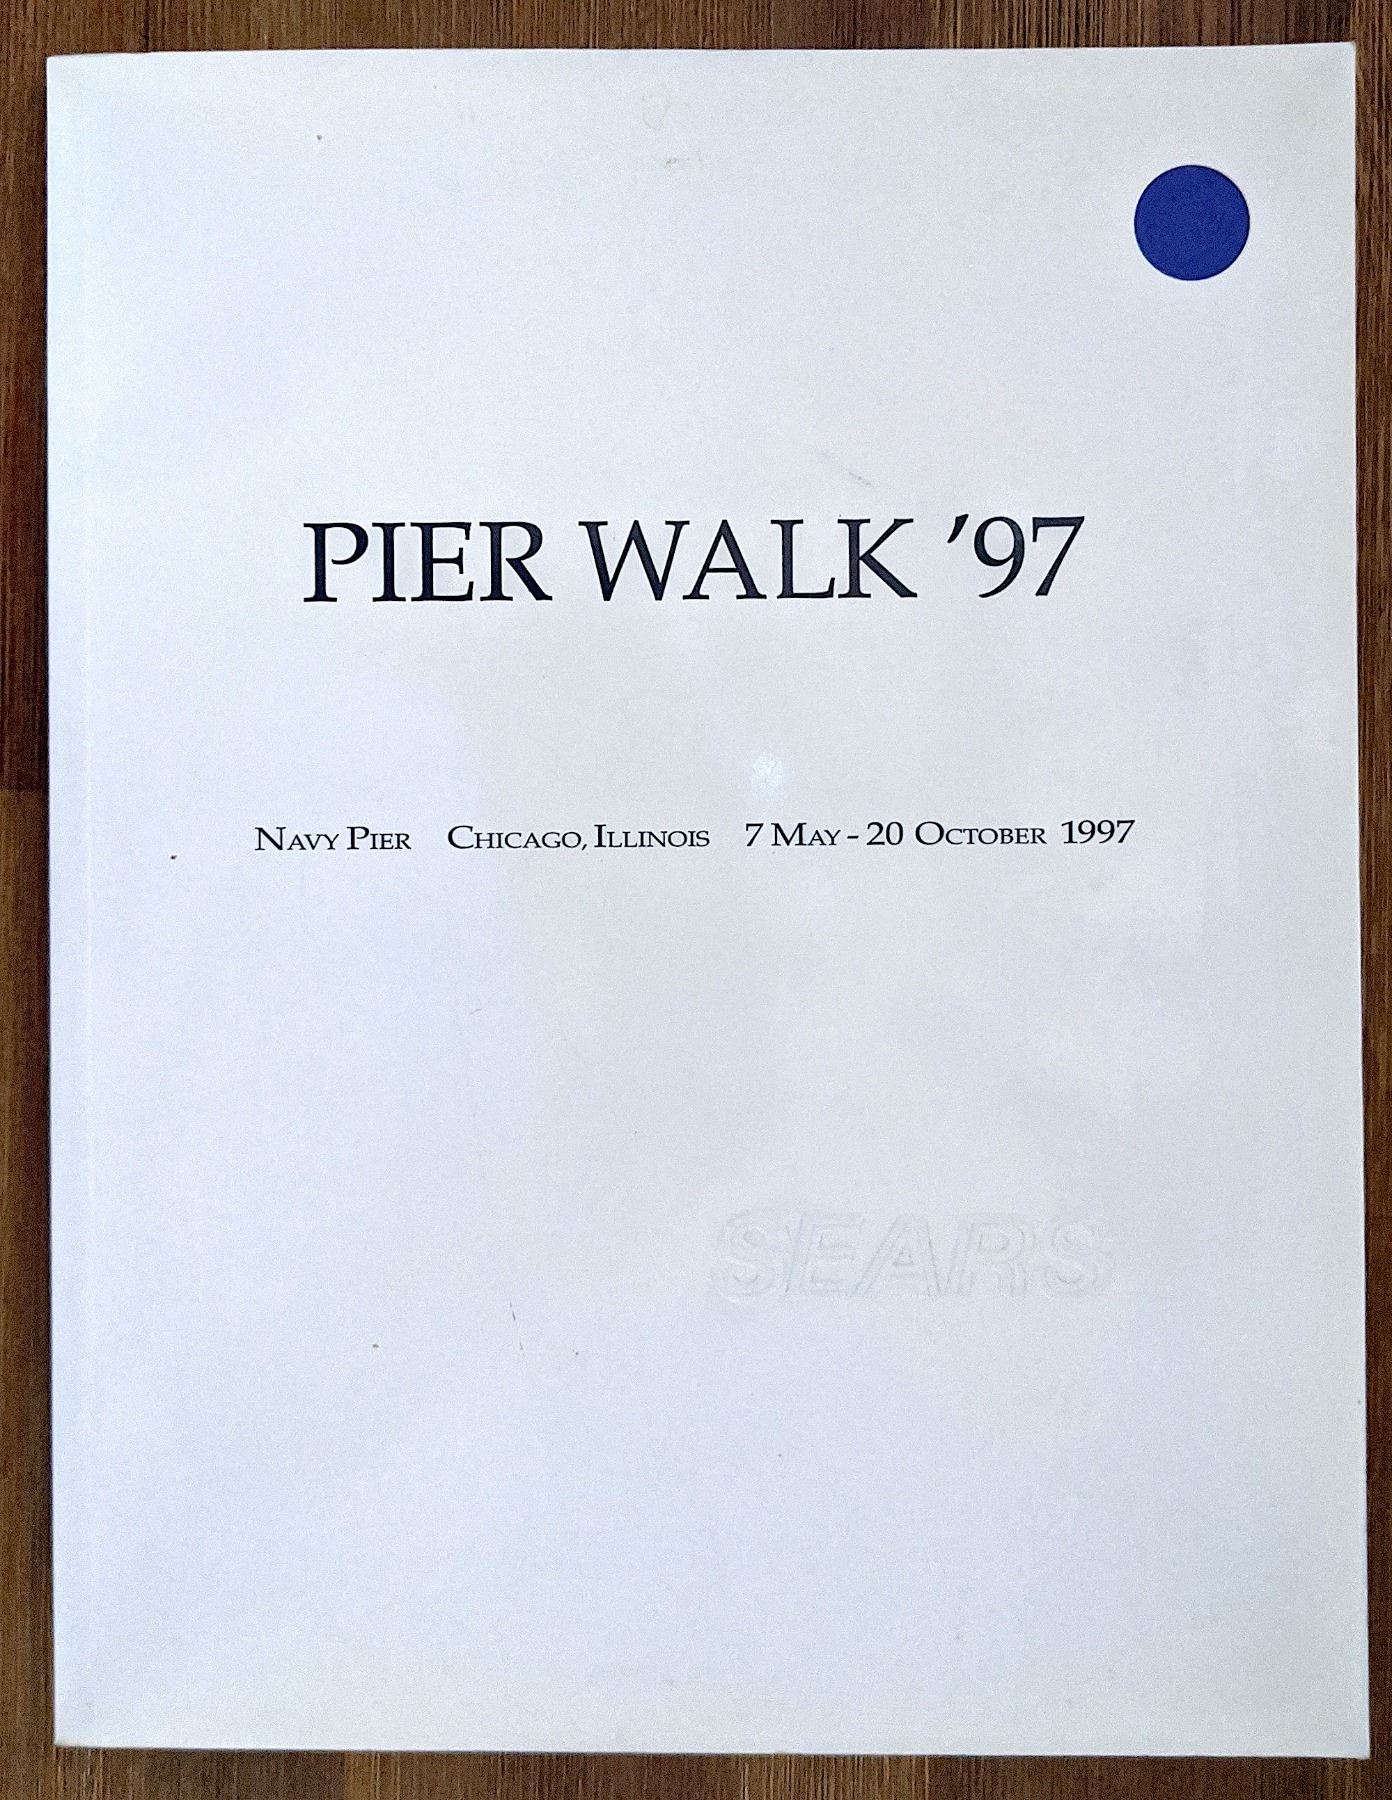 PIER WALK ’97
NAVY PIER CHICAGO, ILLINOIS 7 MAY - 20 OCTOBER 1997
SEARS